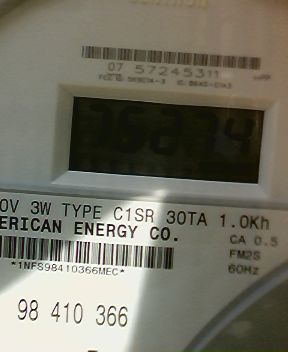 07 57245311
76234
0V 3W TYPE C1SR 30TA 1.0Kh
ERICAN ENERGY CO.
CA 0.5
*1NFS98410366MEC*
FM2S
60Hz
98 410 366